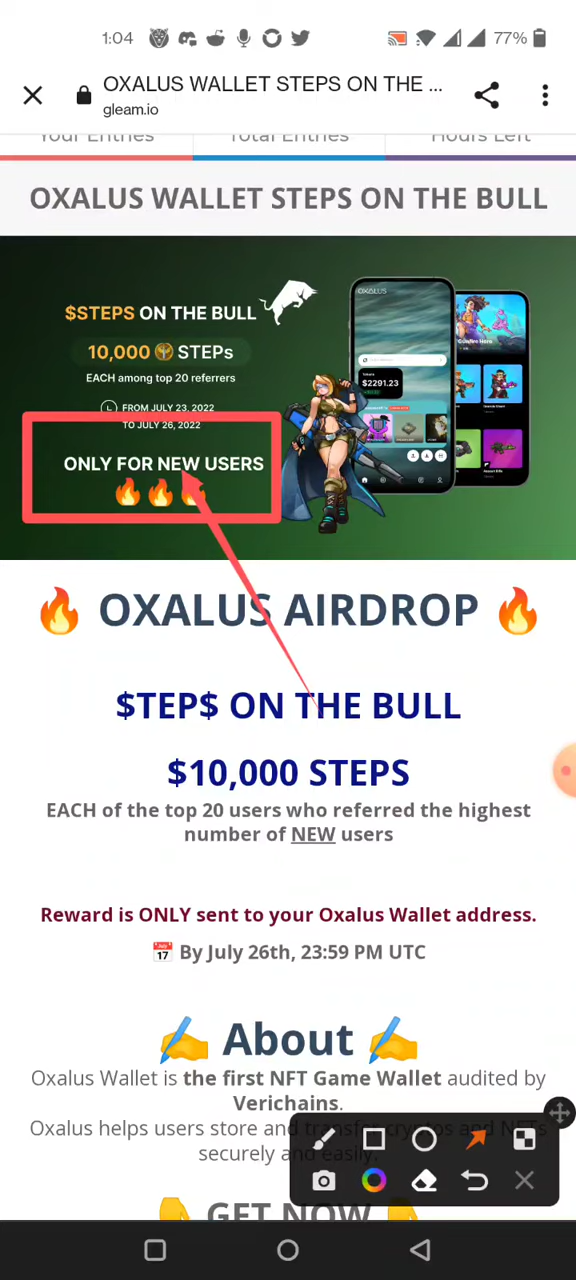 1:04
77%
OXALUS WALLET STEPS ON THE ...
gleam.io
Your Entries
Total Entries
Hours Left
OXALUS WALLET STEPS ON THE BULL
$STEPS ON THE BULL
10,000 STEPs
EACH among top 20 referrers
FROM JULY 23, 2022
TO JULY 26, 2022
ONLY FOR NEW USERS
🔥🔥🔥
OXALUS
Tokens
$2291.23
🔥 OXALUS AIRDROP 🔥
$TEP$ ON THE BULL
$10,000 STEPS
EACH of the top 20 users who referred the highest
number of NEW users
Reward is ONLY sent to your Oxalus Wallet address.
📅 By July 26th, 23:59 PM UTC
✍️ About ✍️
Oxalus Wallet is the first NFT Game Wallet audited by
Verichains.
Oxalus helps users store and transfer cryptos and NFTs
securely and easily.
👇 GET NOW 👇